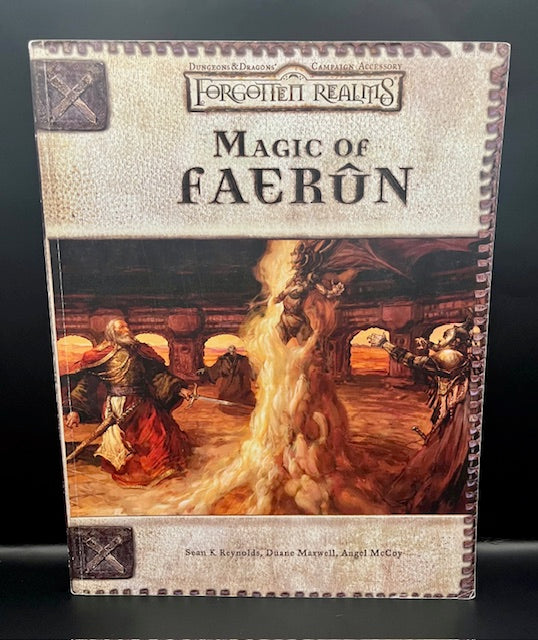 DUNGEONS & DRAGONS® CAMPAIGN ACCESSORY
FORGOTTEN REALMS®
MAGIC OF
FAERÛN
Sean K Reynolds, Duane Maxwell, Angel McCoy